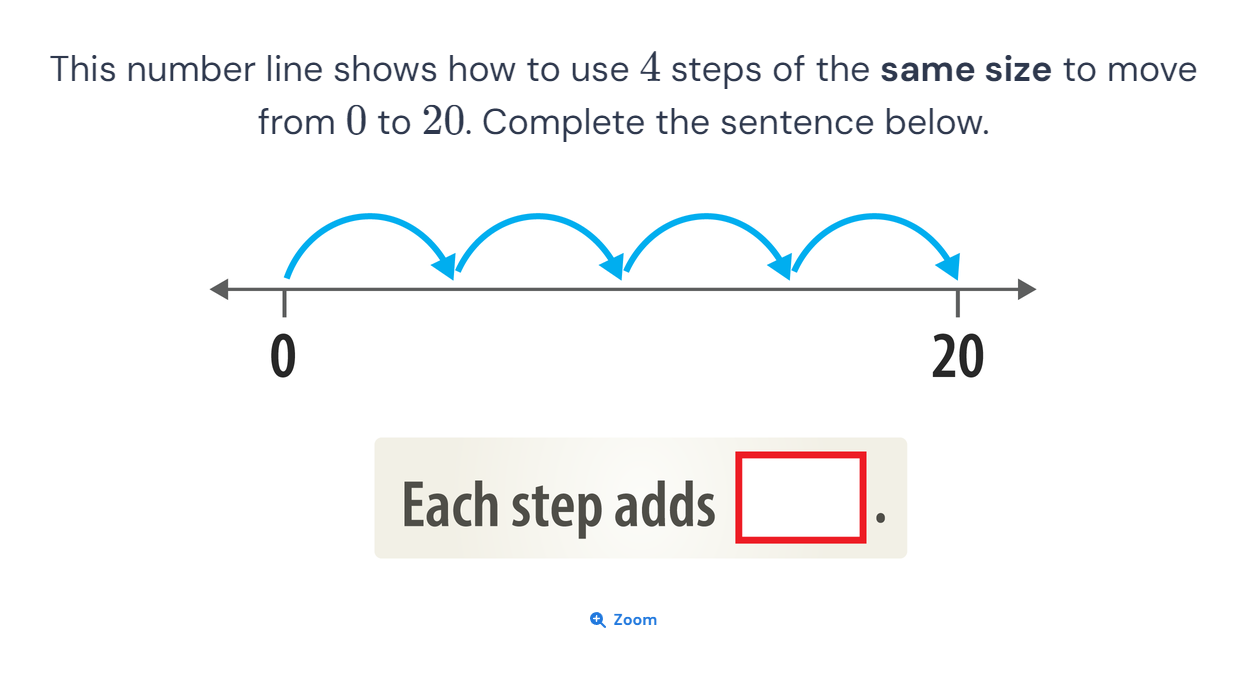 This number line shows how to use 4 steps of the same size to move
from 0 to 20. Complete the sentence below.
0 20
Each step adds .
Zoom